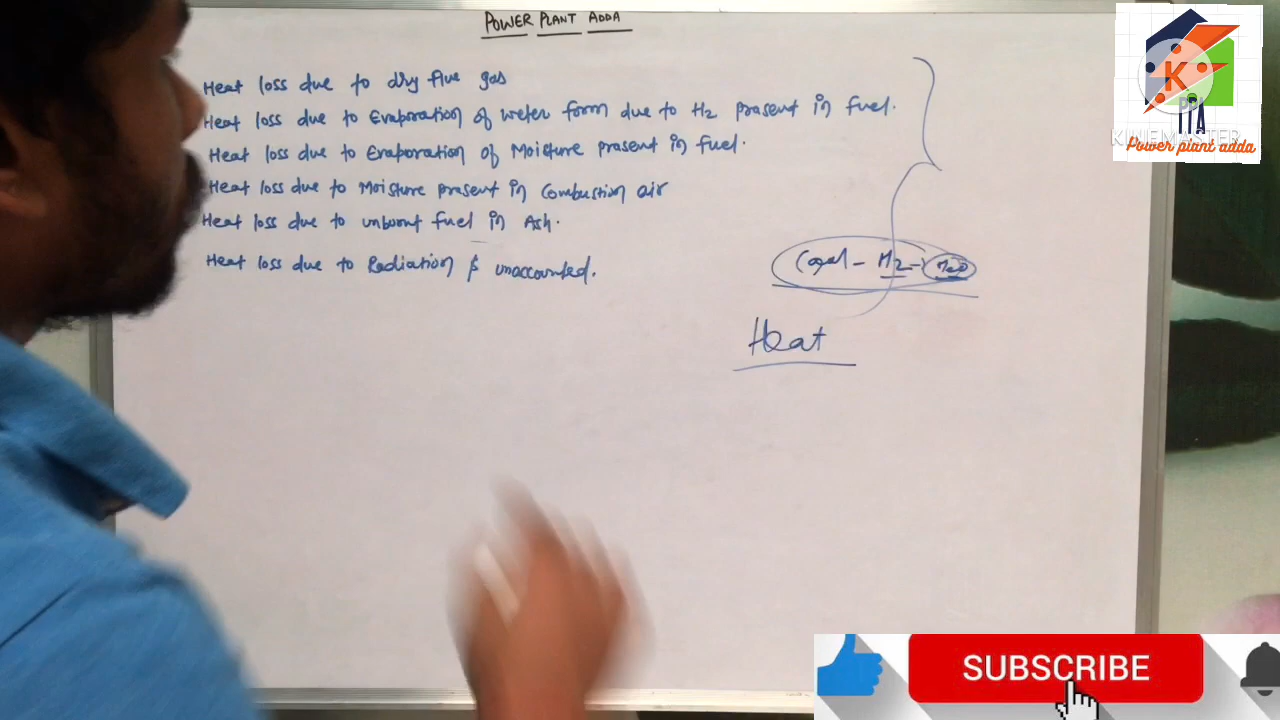 POWER PLANT ADDA
Heat loss due to dry flue gas
Heat loss due to Evaporation of water form due to H2 present in fuel.
Heat loss due to Evaporation of Moisture present in fuel.
Heat loss due to Moisture present in Combustion air
Heat loss due to unbournt fuel in Ash.
Heat loss due to Radiation & unaccounted.
Coal - H2 - H2O
Heat
K
PPA
KINEMASTER
Power plant adda
SUBSCRIBE